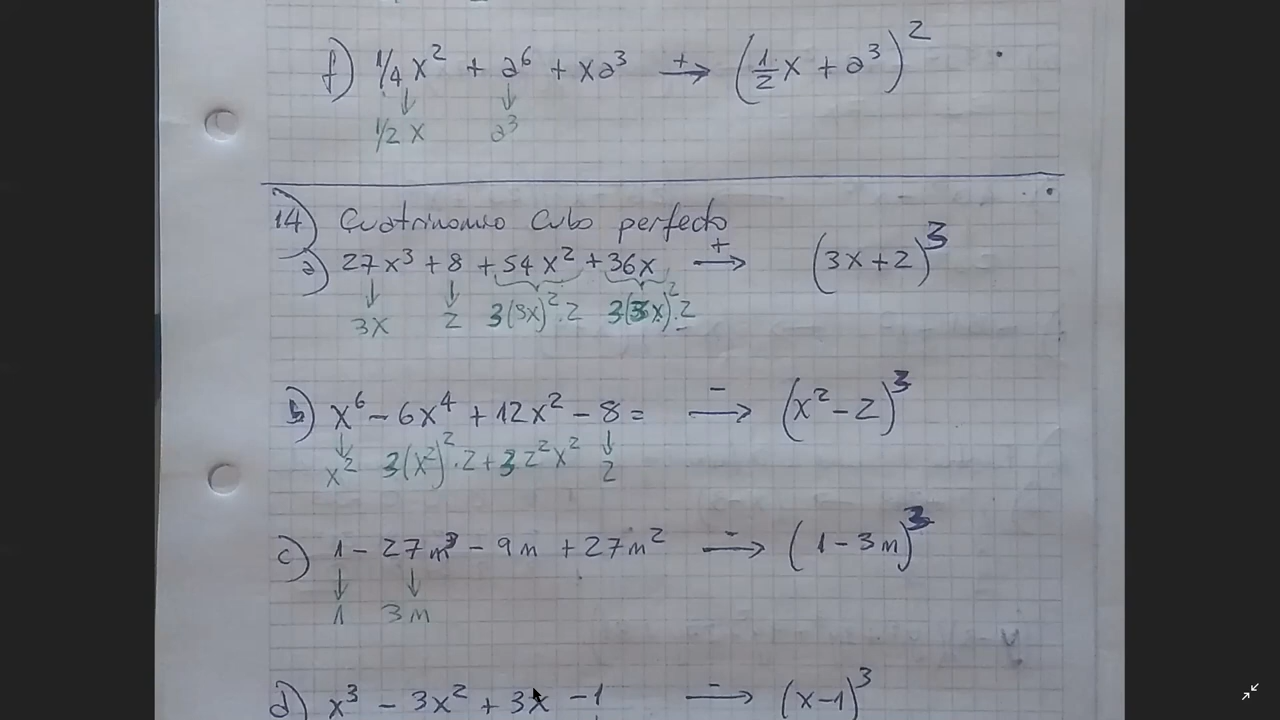 f) 1/4 x² + a⁶ + xa³ +→ (1/2 x + a³)²
1/2 x a³
14) Cuatrinomio Cubo perfecto
a) 27x³ + 8 + 54x² + 36x +→ (3x+2)³
3x 2 3(3x)².2 3(3x)².2
b) x⁶ - 6x⁴ + 12x² - 8 = -→ (x² - 2)³
x² 3(x²)².2 + 3 2²x² 2
c) 1 - 27m³ - 9m + 27m² -→ (1 - 3m)³
1 3m
d) x³ - 3x² + 3x - 1 -→ (x-1)³